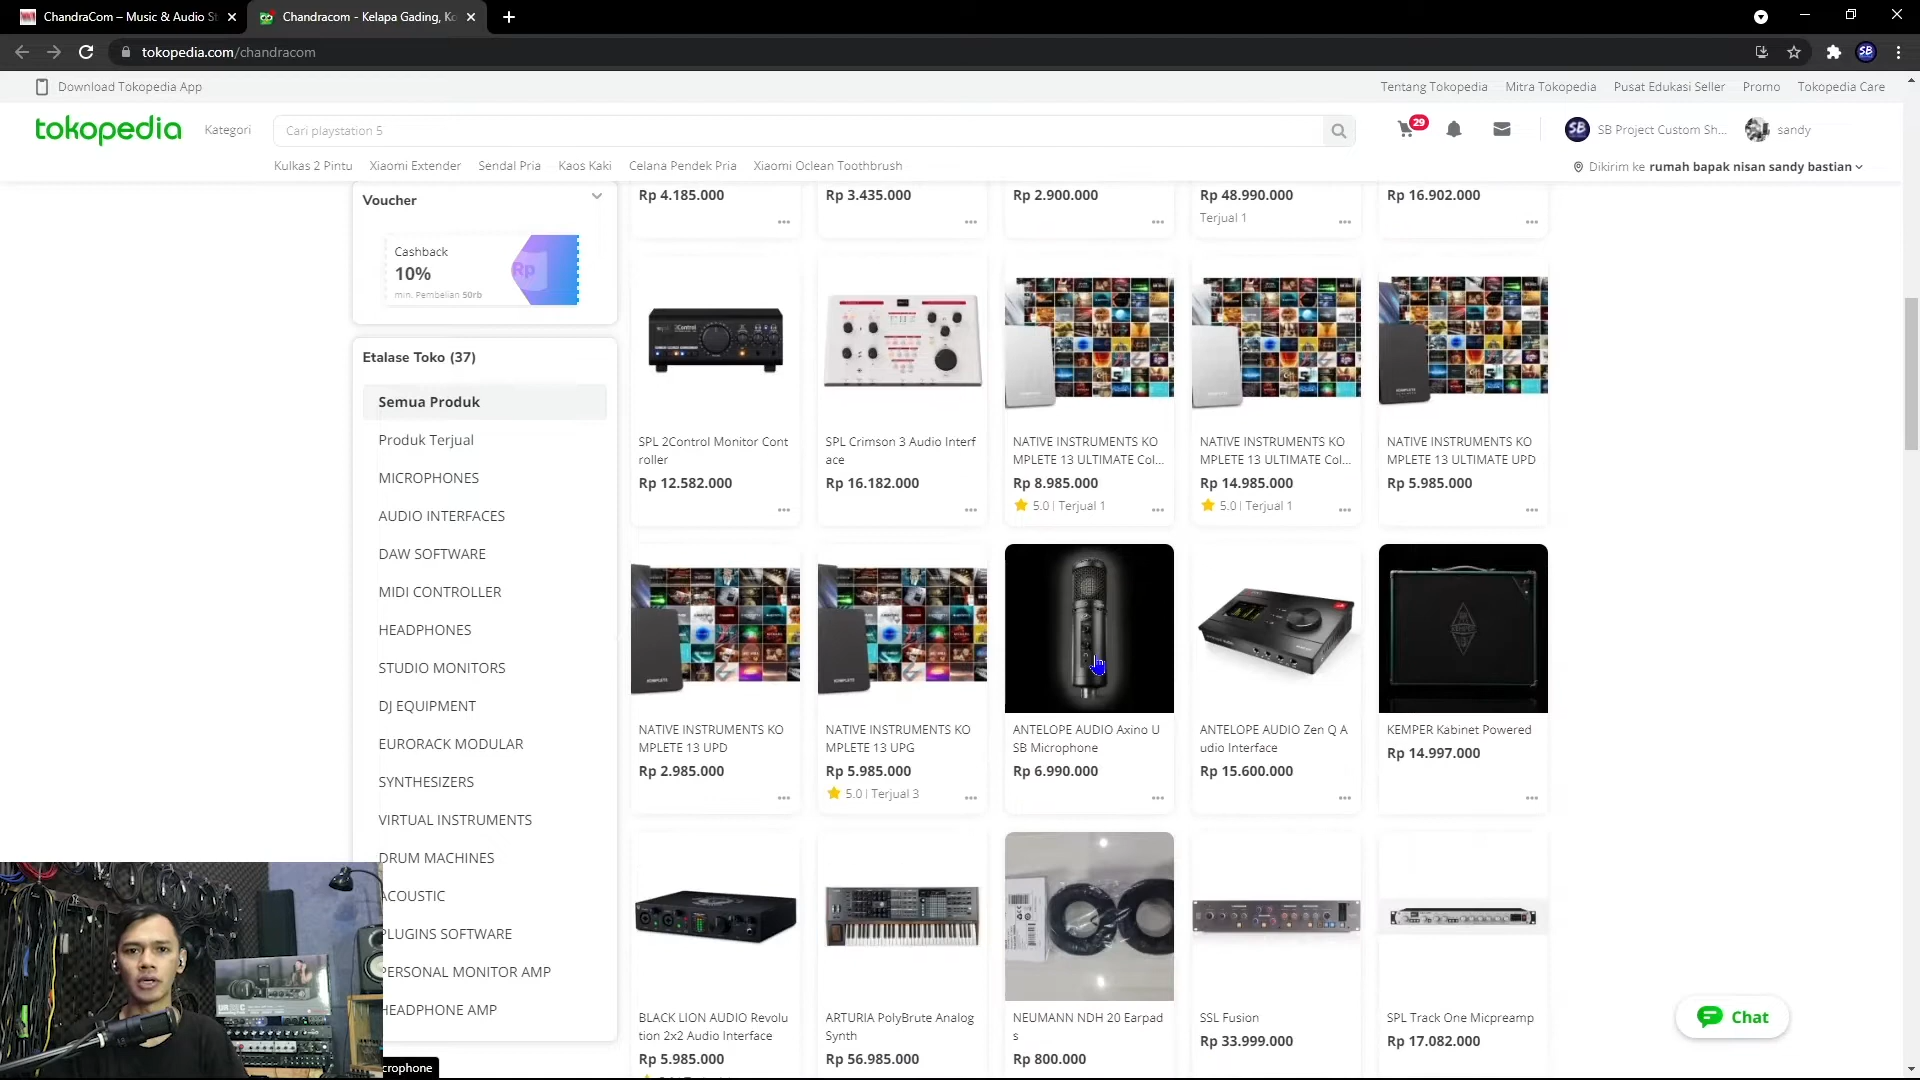 ChandraCom – Music & Audio St
Chandracom - Kelapa Gading, Ko
tokopedia.com/chandracom
SB
Download Tokopedia App
Tentang Tokopedia
Mitra Tokopedia
Pusat Edukasi Seller
Promo
Tokopedia Care
tokopedia
Kategori
Cari playstation 5
29
SB
SB Project Custom Sh...
sandy
Kulkas 2 Pintu
Xiaomi Extender
Sendal Pria
Kaos Kaki
Celana Pendek Pria
Xiaomi Oclean Toothbrush
Dikirim ke rumah bapak nisan sandy bastian
Voucher
Cashback
10%
Rp
min. Pembelian 50rb
Etalase Toko (37)
Semua Produk
Produk Terjual
MICROPHONES
AUDIO INTERFACES
DAW SOFTWARE
MIDI CONTROLLER
HEADPHONES
STUDIO MONITORS
DJ EQUIPMENT
EURORACK MODULAR
SYNTHESIZERS
VIRTUAL INSTRUMENTS
DRUM MACHINES
ACOUSTIC
PLUGINS SOFTWARE
PERSONAL MONITOR AMP
HEADPHONE AMP
crophone
Rp 4.185.000
Rp 3.435.000
Rp 2.900.000
Rp 48.990.000
Terjual 1
Rp 16.902.000
SPL 2Control Monitor Cont
roller
Rp 12.582.000
SPL Crimson 3 Audio Interf
ace
Rp 16.182.000
NATIVE INSTRUMENTS KO
MPLETE 13 ULTIMATE Col...
Rp 8.985.000
5.0 | Terjual 1
NATIVE INSTRUMENTS KO
MPLETE 13 ULTIMATE Col...
Rp 14.985.000
5.0 | Terjual 1
NATIVE INSTRUMENTS KO
MPLETE 13 ULTIMATE UPD
Rp 5.985.000
NATIVE INSTRUMENTS KO
MPLETE 13 UPD
Rp 2.985.000
NATIVE INSTRUMENTS KO
MPLETE 13 UPG
Rp 5.985.000
5.0 | Terjual 3
ANTELOPE AUDIO Axino U
SB Microphone
Rp 6.990.000
ANTELOPE AUDIO Zen Q A
udio Interface
Rp 15.600.000
KEMPER Kabinet Powered
Rp 14.997.000
BLACK LION AUDIO Revolu
tion 2x2 Audio Interface
Rp 5.985.000
ARTURIA PolyBrute Analog
Synth
Rp 56.985.000
NEUMANN NDH 20 Earpad
s
Rp 800.000
SSL Fusion
Rp 33.999.000
SPL Track One Micpreamp
Rp 17.082.000
Chat